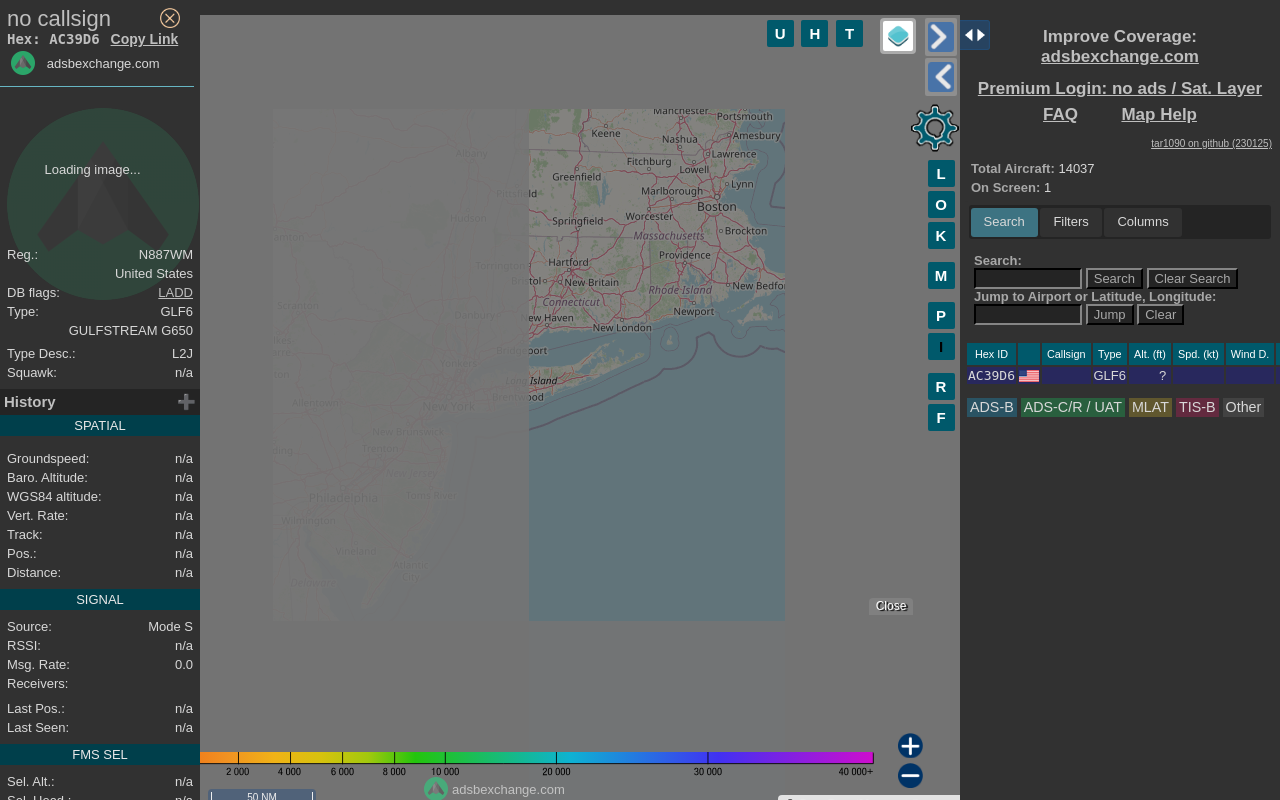 no callsign
Hex: AC39D6 Copy Link
adsbexchange.com
Loading image...
Reg.: N887WM
United States
DB flags: LADD
Type: GLF6
GULFSTREAM G650
Type Desc.: L2J
Squawk: n/a
History
SPATIAL
Groundspeed: n/a
Baro. Altitude: n/a
WGS84 altitude: n/a
Vert. Rate: n/a
Track: n/a
Pos.: n/a
Distance: n/a
SIGNAL
Source: Mode S
RSSI: n/a
Msg. Rate: 0.0
Receivers:
Last Pos.: n/a
Last Seen: n/a
FMS SEL
Sel. Alt.: n/a
Sel. Head.: n/a
U H T
L
O
K
M
P
I
R
F
Manchester
Portsmouth
Keene
Nashua
Amesbury
Fitchburg
Lawrence
Albany
Greenfield
Lowell
Lynn
Marlborough
Boston
Hudson
Springfield
Worcester
Brockton
Massachusetts
Providence
Hartford
Torrington
New Britain
Rhode Island
New Bedfor
Connecticut
Scranton
Danbury
Newport
ew Haven
New London
Island
New York
New Brunswick
Trenton
New Jersey
Philadelphia
Toms River
Wilmington
Vineland
Atlantic
City
Delaware
Close
2 000 4 000 6 000 8 000 10 000 20 000 30 000 40 000+
adsbexchange.com
50 NM
Improve Coverage:
adsbexchange.com
Premium Login: no ads / Sat. Layer
FAQ Map Help
tar1090 on github (230125)
Total Aircraft: 14037
On Screen: 1
Search Filters Columns
Search:
Search Clear Search
Jump to Airport or Latitude, Longitude:
Jump Clear
Hex ID Callsign Type Alt. (ft) Spd. (kt) Wind D.
AC39D6 GLF6 ?
ADS-B ADS-C/R / UAT MLAT TIS-B Other